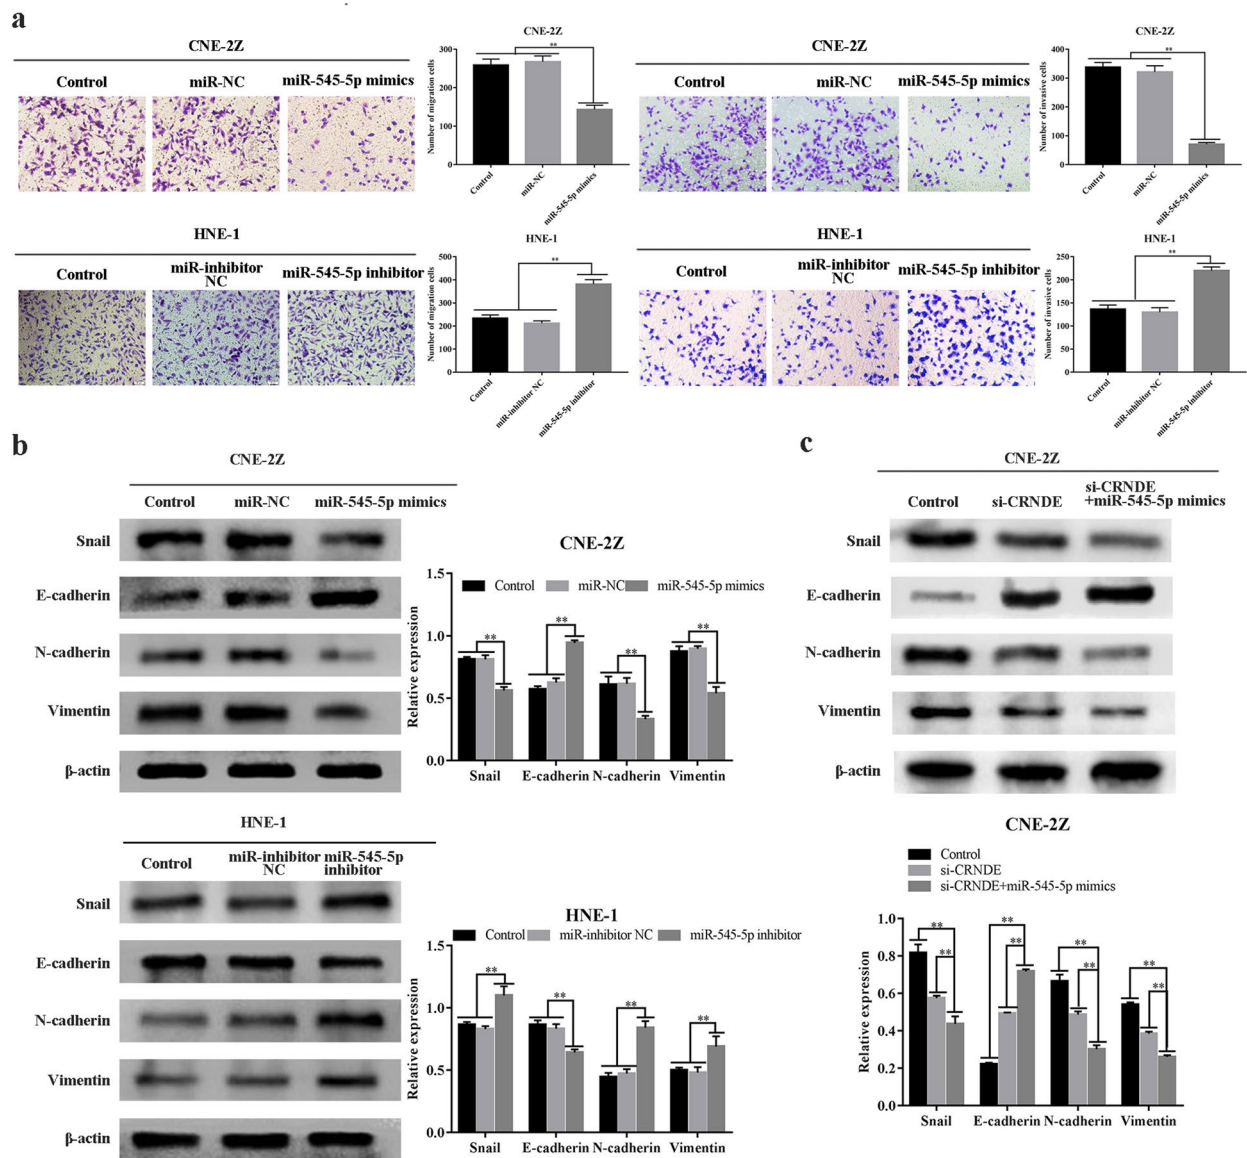 a
CNE-2Z
Control
miR-NC
miR-545-5p mimics
CNE-2Z
**
Number of migration cells
300
200
100
0
Control
miR-NC
miR-545-5p mimics
CNE-2Z
Control
miR-NC
miR-545-5p mimics
CNE-2Z
**
Number of invasive cells
400
300
200
100
0
Control
miR-NC
miR-545-5p mimics
HNE-1
Control
miR-inhibitor
NC
miR-545-5p inhibitor
HNE-1
**
Number of migration cells
500
400
300
200
100
0
Control
miR-inhibitor NC
miR-545-5p inhibitor
HNE-1
Control
miR-inhibitor
NC
miR-545-5p inhibitor
HNE-1
**
Number of invasive cells
250
200
150
100
50
0
Control
miR-inhibitor NC
miR-545-5p inhibitor
b
CNE-2Z
Control
miR-NC
miR-545-5p mimics
Snail
E-cadherin
N-cadherin
Vimentin
β-actin
CNE-2Z
Control
miR-NC
miR-545-5p mimics
Relative expression
1.5
1.0
0.5
0.0
**
**
**
**
Snail
E-cadherin
N-cadherin
Vimentin
HNE-1
Control
miR-inhibitor
NC
miR-545-5p
inhibitor
Snail
E-cadherin
N-cadherin
Vimentin
β-actin
HNE-1
Control
miR-inhibitor NC
miR-545-5p inhibitor
Relative expression
1.5
1.0
0.5
0.0
**
**
**
**
Snail
E-cadherin
N-cadherin
Vimentin
c
CNE-2Z
Control
si-CRNDE
si-CRNDE
+miR-545-5p mimics
Snail
E-cadherin
N-cadherin
Vimentin
β-actin
CNE-2Z
Control
si-CRNDE
si-CRNDE+miR-545-5p mimics
Relative expression
1.0
0.8
0.6
0.4
0.2
0.0
**
**
**
**
**
**
**
**
Snail
E-cadherin
N-cadherin
Vimentin